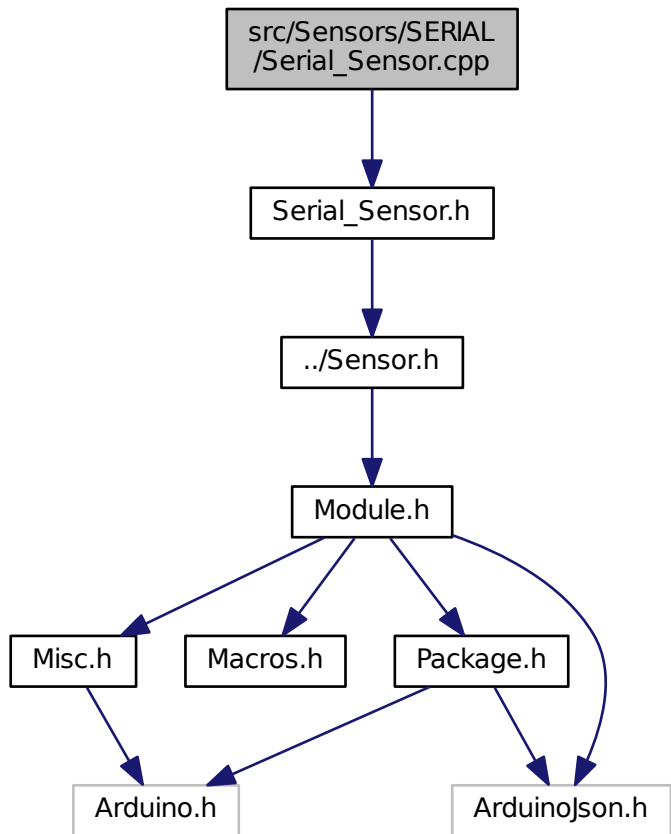 src/Sensors/SERIAL
/Serial_Sensor.cpp
Serial_Sensor.h
../Sensor.h
Module.h
Misc.h
Macros.h
Package.h
Arduino.h
ArduinoJson.h